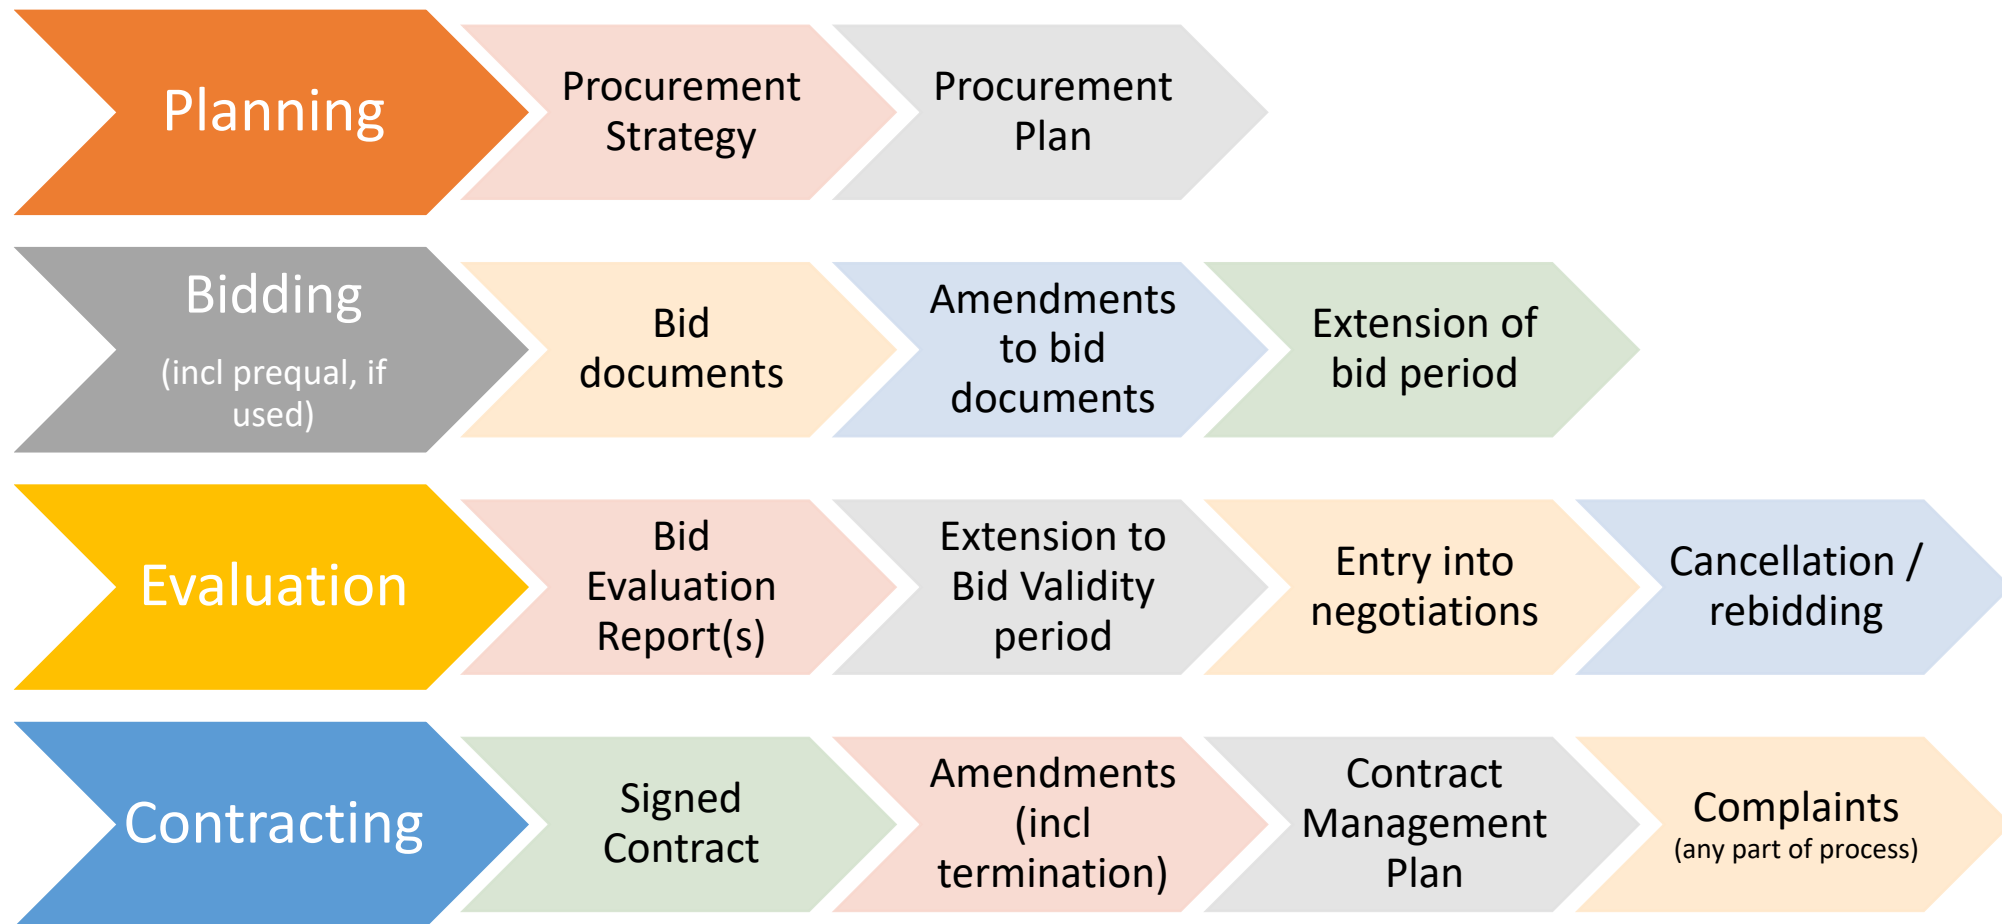 Planning
Procurement
Strategy
Procurement
Plan
Bidding
(incl prequal, if
used)
Bid
documents
Amendments
to bid
documents
Extension of
bid period
Evaluation
Bid
Evaluation
Report(s)
Extension to
Bid Validity
period
Entry into
negotiations
Cancellation /
rebidding
Contracting
Signed
Contract
Amendments
(incl
termination)
Contract
Management
Plan
Complaints
(any part of process)